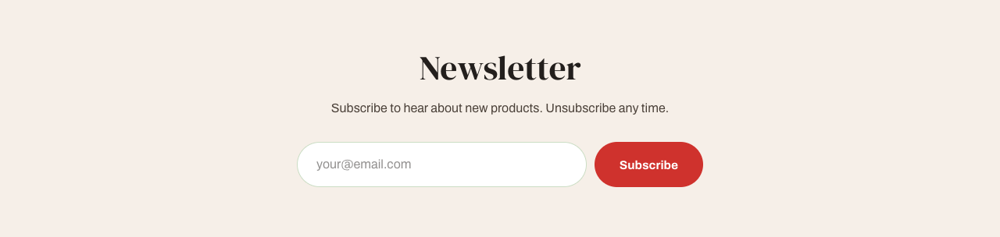 Newsletter
Subscribe to hear about new products. Unsubscribe any time.
your@email.com
Subscribe